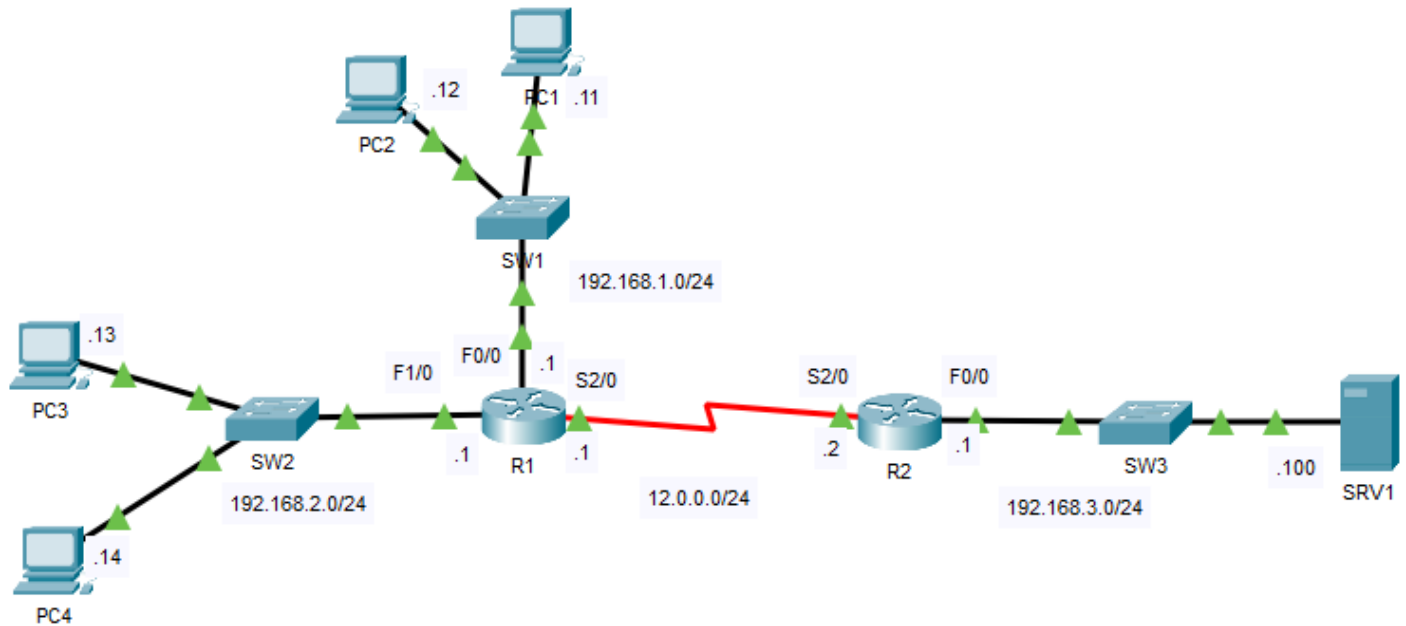 .12
PC1
.11
PC2
SW1
192.168.1.0/24
.13
F0/0
.1
F1/0
S2/0
S2/0
F0/0
PC3
SW2
.1
R1
.1
.2
R2
.1
SW3
.100
SRV1
192.168.2.0/24
12.0.0.0/24
192.168.3.0/24
.14
PC4